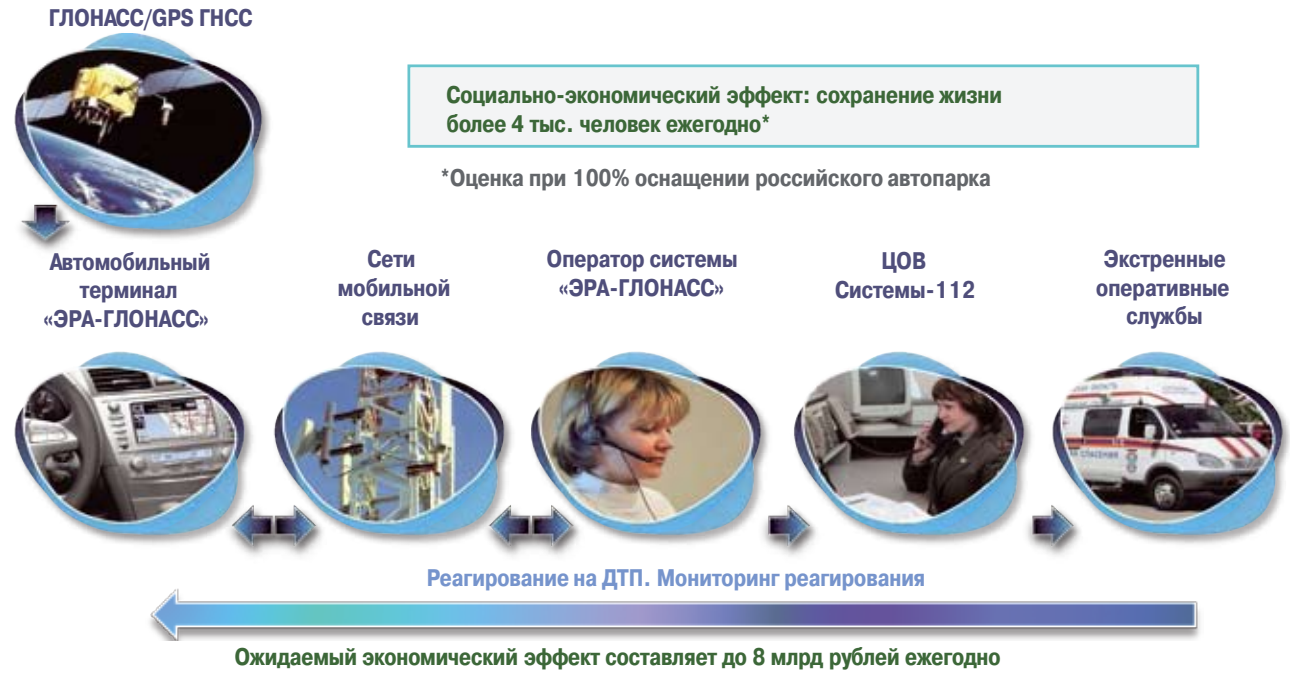 ГЛОНАСС/GPS ГНСС
Социально-экономический эффект: сохранение жизни
более 4 тыс. человек ежегодно*
*Оценка при 100% оснащении российского автопарка
Автомобильный
терминал
«ЭРА-ГЛОНАСС»
Сети
мобильной
связи
Оператор системы
«ЭРА-ГЛОНАСС»
ЦОВ
Системы-112
Экстренные
оперативные
службы
СПАСЕНИЯ
Реагирование на ДТП. Мониторинг реагирования
Ожидаемый экономический эффект составляет до 8 млрд рублей ежегодно